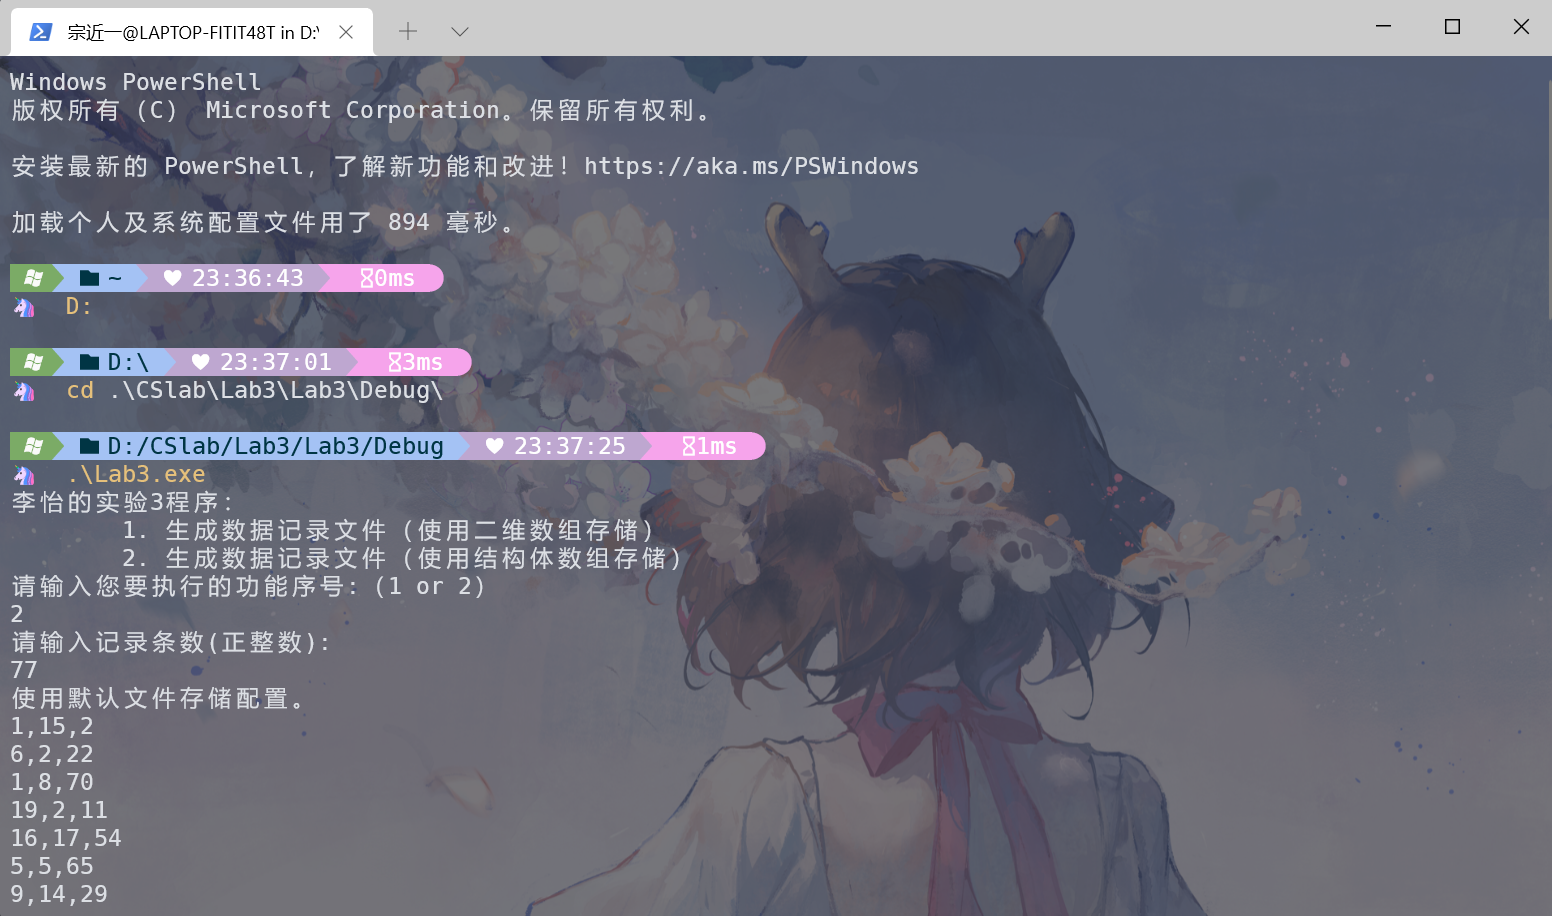 宗近一@LAPTOP-FITIT48T in D:\
Windows PowerShell
版权所有 (C) Microsoft Corporation。保留所有权利。
安装最新的 PowerShell，了解新功能和改进！https://aka.ms/PSWindows
加载个人及系统配置文件用了 894 毫秒。
~ 23:36:43 0ms
D:
D:\ 23:37:01 3ms
cd .\CSlab\Lab3\Lab3\Debug\
D:/CSlab/Lab3/Lab3/Debug 23:37:25 1ms
.\Lab3.exe
李怡的实验3程序：
1. 生成数据记录文件（使用二维数组存储）
2. 生成数据记录文件（使用结构体数组存储）
请输入您要执行的功能序号：（1 or 2）
2
请输入记录条数(正整数)：
77
使用默认文件存储配置。
1,15,2
6,2,22
1,8,70
19,2,11
16,17,54
5,5,65
9,14,29